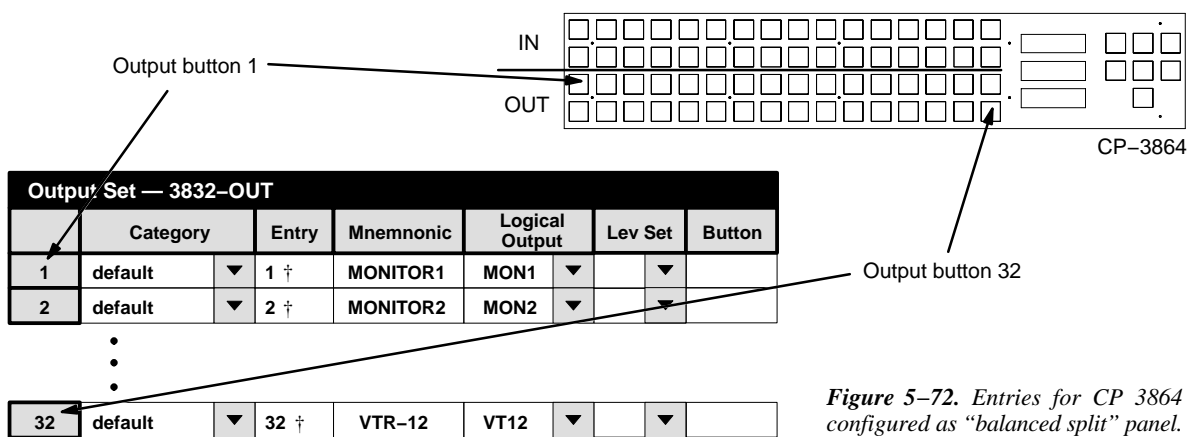 IN
Output button 1
OUT
CP−3864
Output Set — 3832−OUT
Category Entry Mnemnonic Logical Output Lev Set Button
1 default ▼ 1 † MONITOR1 MON1 ▼ ▼
2 default ▼ 2 † MONITOR2 MON2 ▼ ▼
Output button 32
32 default ▼ 32 † VTR−12 VT12 ▼ ▼
Figure 5−72. Entries for CP 3864
configured as “balanced split” panel.